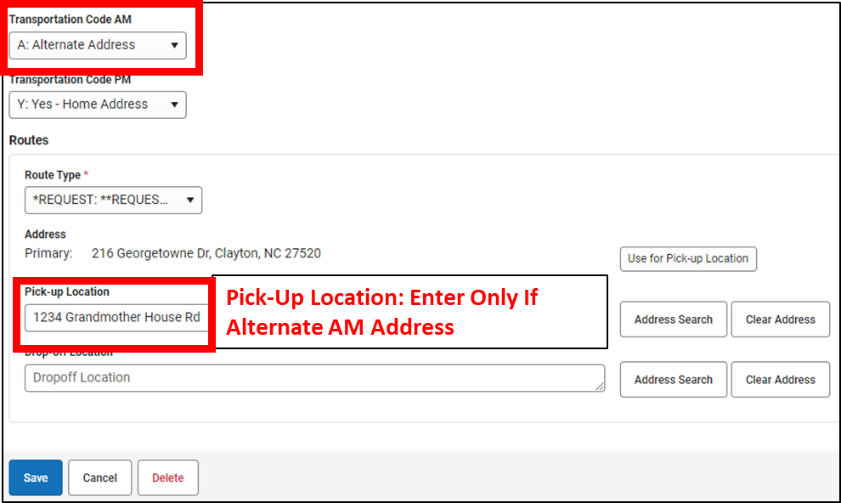 Transportation Code AM
A: Alternate Address
Transportation Code PM
Y: Yes - Home Address
Routes
Route Type *
*REQUEST: **REQUES...
Address
Primary: 216 Georgetowne Dr, Clayton, NC 27520
Use for Pick-up Location
Pick-up Location
1234 Grandmother House Rd
Pick-Up Location: Enter Only If
Alternate AM Address
Address Search
Clear Address
Drop-off Location
Dropoff Location
Address Search
Clear Address
Save
Cancel
Delete